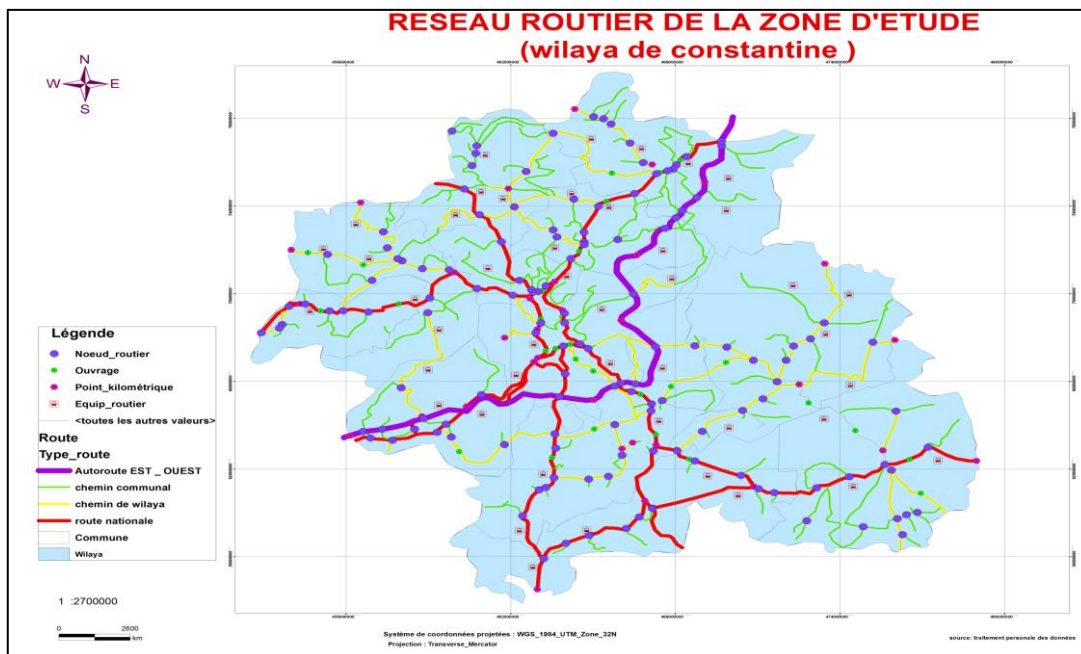 RESEAU ROUTIER DE LA ZONE D'ETUDE
(wilaya de constantine )
N
W E
S
Légende
Noeud_routier
Ouvrage
Point_kilométrique
Equip_routier
<toutes les autres valeurs>
Route
Type_route
Autoroute EST _ OUEST
chemin communal
chemin de wilaya
route nationale
Commune
Wilaya
1 :2700000
0 2600
km
Système de coordonnées projetées : WGS_1984_UTM_Zone_32N
Projection : Transverse_Mercator
source: traitement personale des données